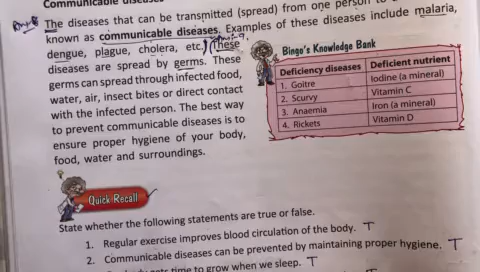 Communicable
The diseases that can be transmitted (spread) from one person to
known as communicable diseases. Examples of these diseases include malaria,
dengue, plague, cholera, etc. These
diseases are spread by germs. These
germs can spread through infected food,
water, air, insect bites or direct contact
with the infected person. The best way
to prevent communicable diseases is to
ensure proper hygiene of your body,
food, water and surroundings.
Bingo's Knowledge Bank
Deficiency diseases Deficient nutrient
1. Goitre Iodine (a mineral)
2. Scurvy Vitamin C
3. Anaemia Iron (a mineral)
4. Rickets Vitamin D
Quick Recall
State whether the following statements are true or false.
1. Regular exercise improves blood circulation of the body. T
2. Communicable diseases can be prevented by maintaining proper hygiene. T
time to grow when we sleep. T